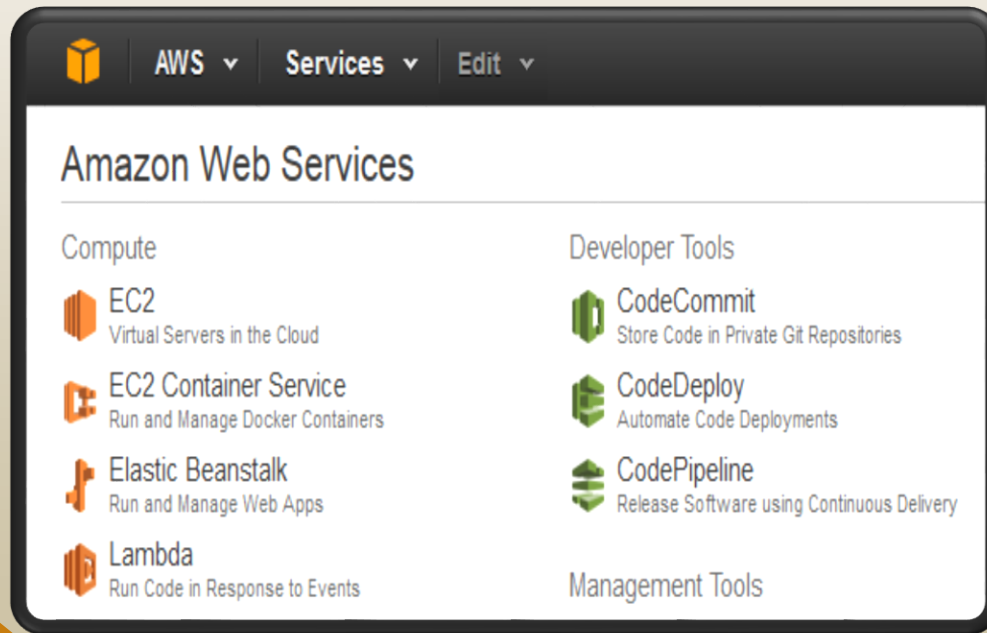 AWS Services Edit
Amazon Web Services
Compute
EC2
Virtual Servers in the Cloud
EC2 Container Service
Run and Manage Docker Containers
Elastic Beanstalk
Run and Manage Web Apps
Lambda
Run Code in Response to Events
Developer Tools
CodeCommit
Store Code in Private Git Repositories
CodeDeploy
Automate Code Deployments
CodePipeline
Release Software using Continuous Delivery
Management Tools